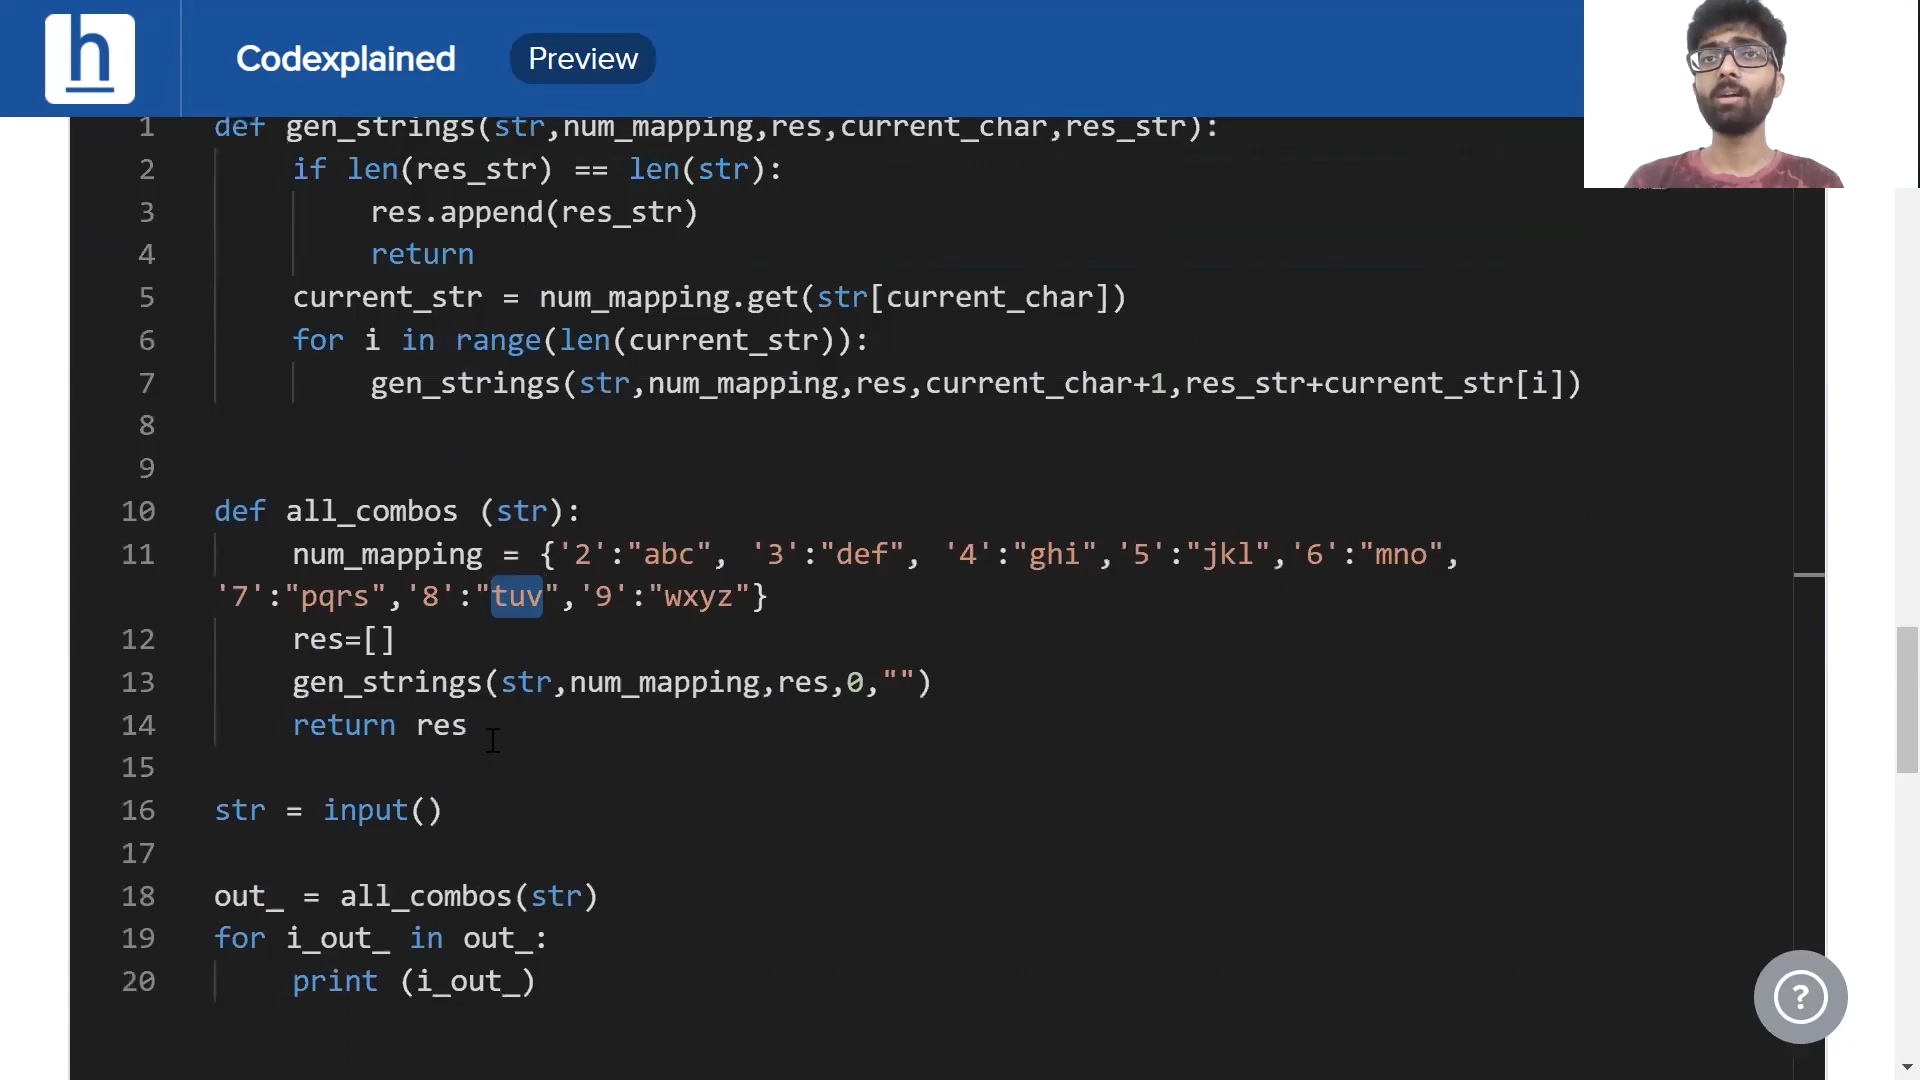 h
Codexplained
Preview
1 def gen_strings(str,num_mapping,res,current_char,res_str):
2 if len(res_str) == len(str):
3 res.append(res_str)
4 return
5 current_str = num_mapping.get(str[current_char])
6 for i in range(len(current_str)):
7 gen_strings(str,num_mapping,res,current_char+1,res_str+current_str[i])
8
9
10 def all_combos (str):
11 num_mapping = {'2':"abc", '3':"def", '4':"ghi",'5':"jkl",'6':"mno",
'7':"pqrs",'8':"tuv",'9':"wxyz"}
12 res=[]
13 gen_strings(str,num_mapping,res,0,"")
14 return res
15
16 str = input()
17
18 out_ = all_combos(str)
19 for i_out_ in out_:
20 print (i_out_)
?